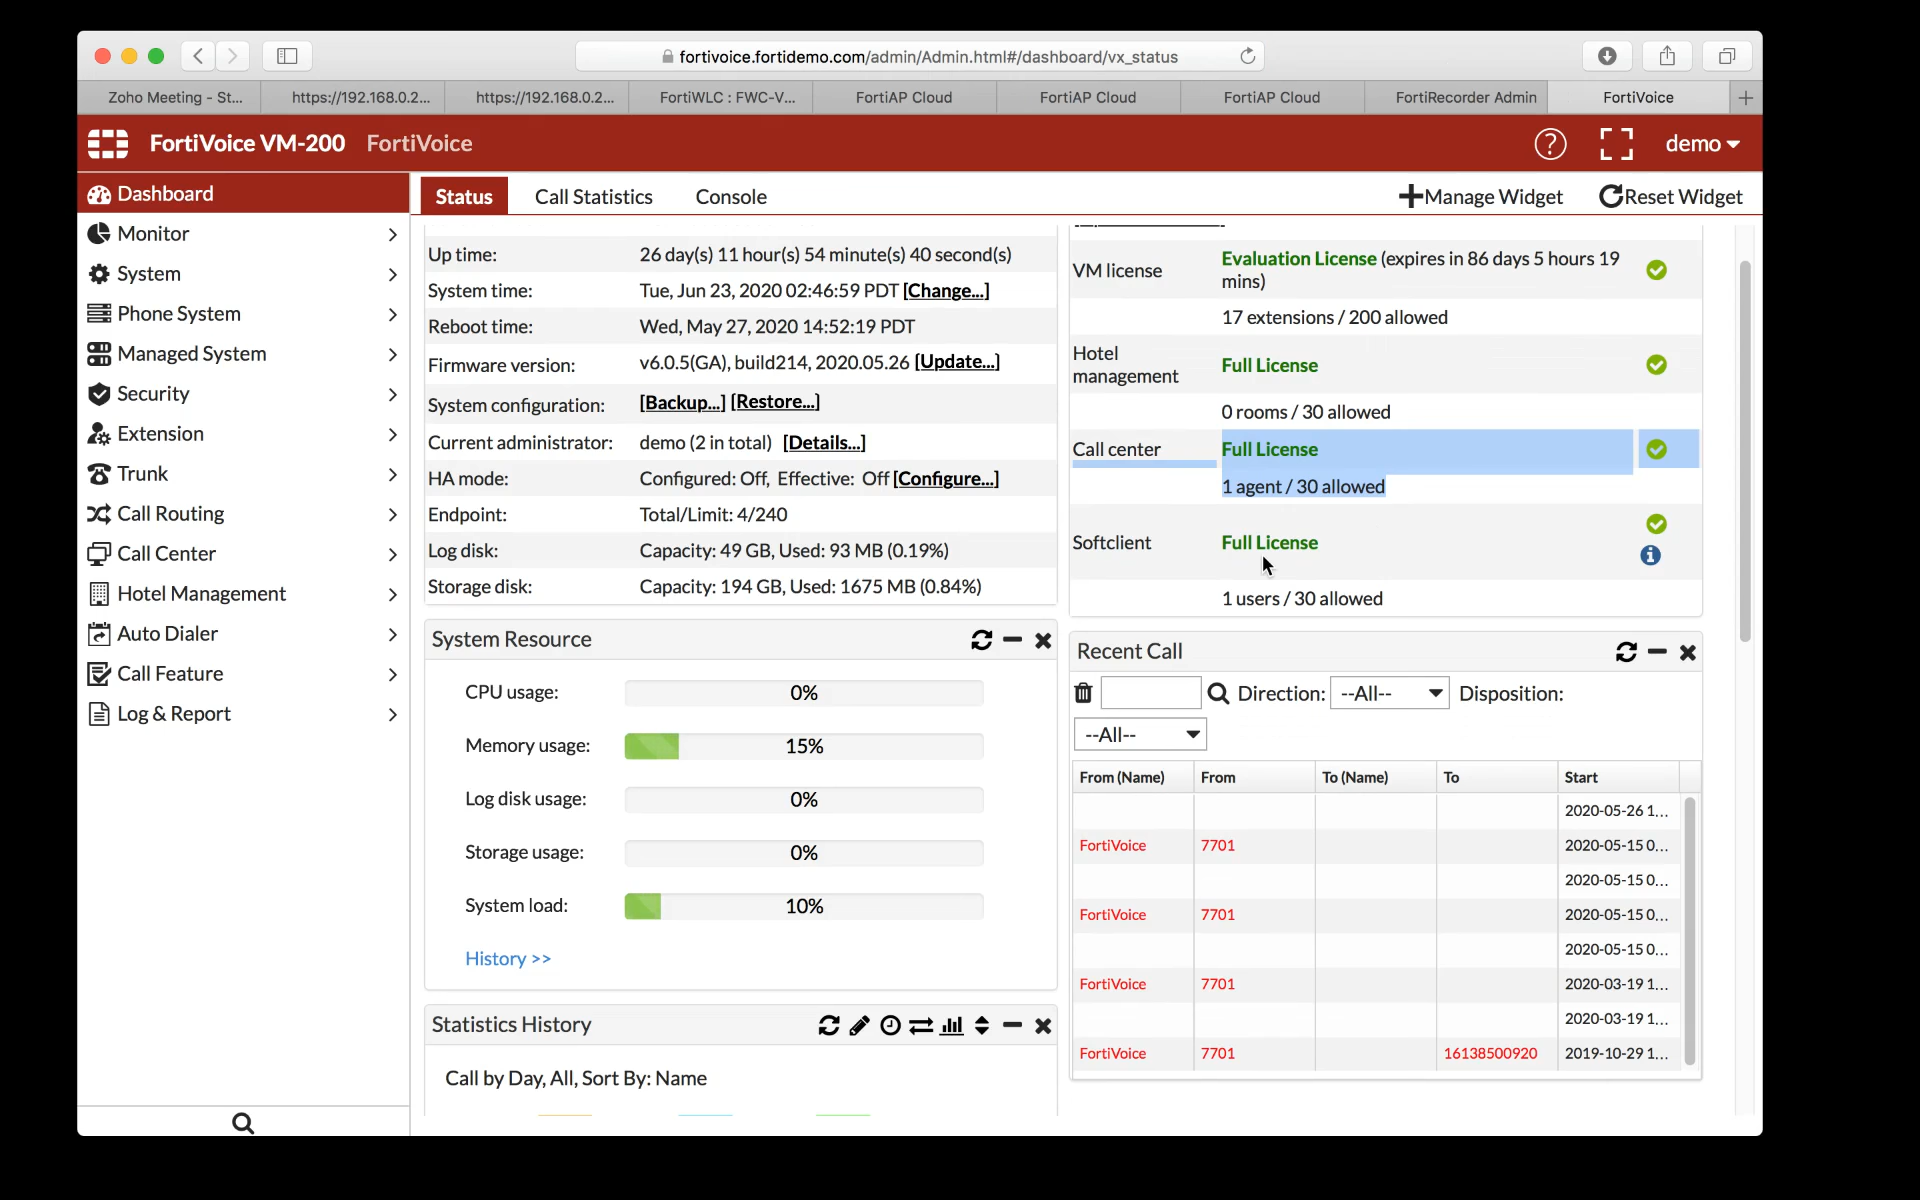 fortivoice.fortidemo.com/admin/Admin.html#/dashboard/vx_status
Zoho Meeting - St...
https://192.168.0.2...
https://192.168.0.2...
FortiWLC : FWC-V...
FortiAP Cloud
FortiAP Cloud
FortiAP Cloud
FortiRecorder Admin
FortiVoice
FortiVoice VM-200 FortiVoice
demo
Dashboard
Monitor
System
Phone System
Managed System
Security
Extension
Trunk
Call Routing
Call Center
Hotel Management
Auto Dialer
Call Feature
Log & Report
Status
Call Statistics
Console
Manage Widget
Reset Widget
Up time: 26 day(s) 11 hour(s) 54 minute(s) 40 second(s)
System time: Tue, Jun 23, 2020 02:46:59 PDT [Change...]
Reboot time: Wed, May 27, 2020 14:52:19 PDT
Firmware version: v6.0.5(GA), build214, 2020.05.26 [Update...]
System configuration: [Backup...] [Restore...]
Current administrator: demo (2 in total) [Details...]
HA mode: Configured: Off, Effective: Off [Configure...]
Endpoint: Total/Limit: 4/240
Log disk: Capacity: 49 GB, Used: 93 MB (0.19%)
Storage disk: Capacity: 194 GB, Used: 1675 MB (0.84%)
System Resource
CPU usage: 0%
Memory usage: 15%
Log disk usage: 0%
Storage usage: 0%
System load: 10%
History >>
Statistics History
Call by Day, All, Sort By: Name
VM license
Evaluation License (expires in 86 days 5 hours 19
mins)
17 extensions / 200 allowed
Hotel
management
Full License
0 rooms / 30 allowed
Call center Full License
1 agent / 30 allowed
Softclient Full License
1 users / 30 allowed
Recent Call
Direction: --All-- Disposition:
--All--
From (Name) From To (Name) To Start
2020-05-26 1...
FortiVoice 7701 2020-05-15 0...
2020-05-15 0...
FortiVoice 7701 2020-05-15 0...
2020-05-15 0...
FortiVoice 7701 2020-03-19 1...
2020-03-19 1...
FortiVoice 7701 16138500920 2019-10-29 1...